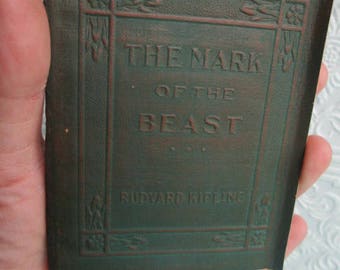 THE MARK
OF THE
BEAST
RUDYARD KIPLING